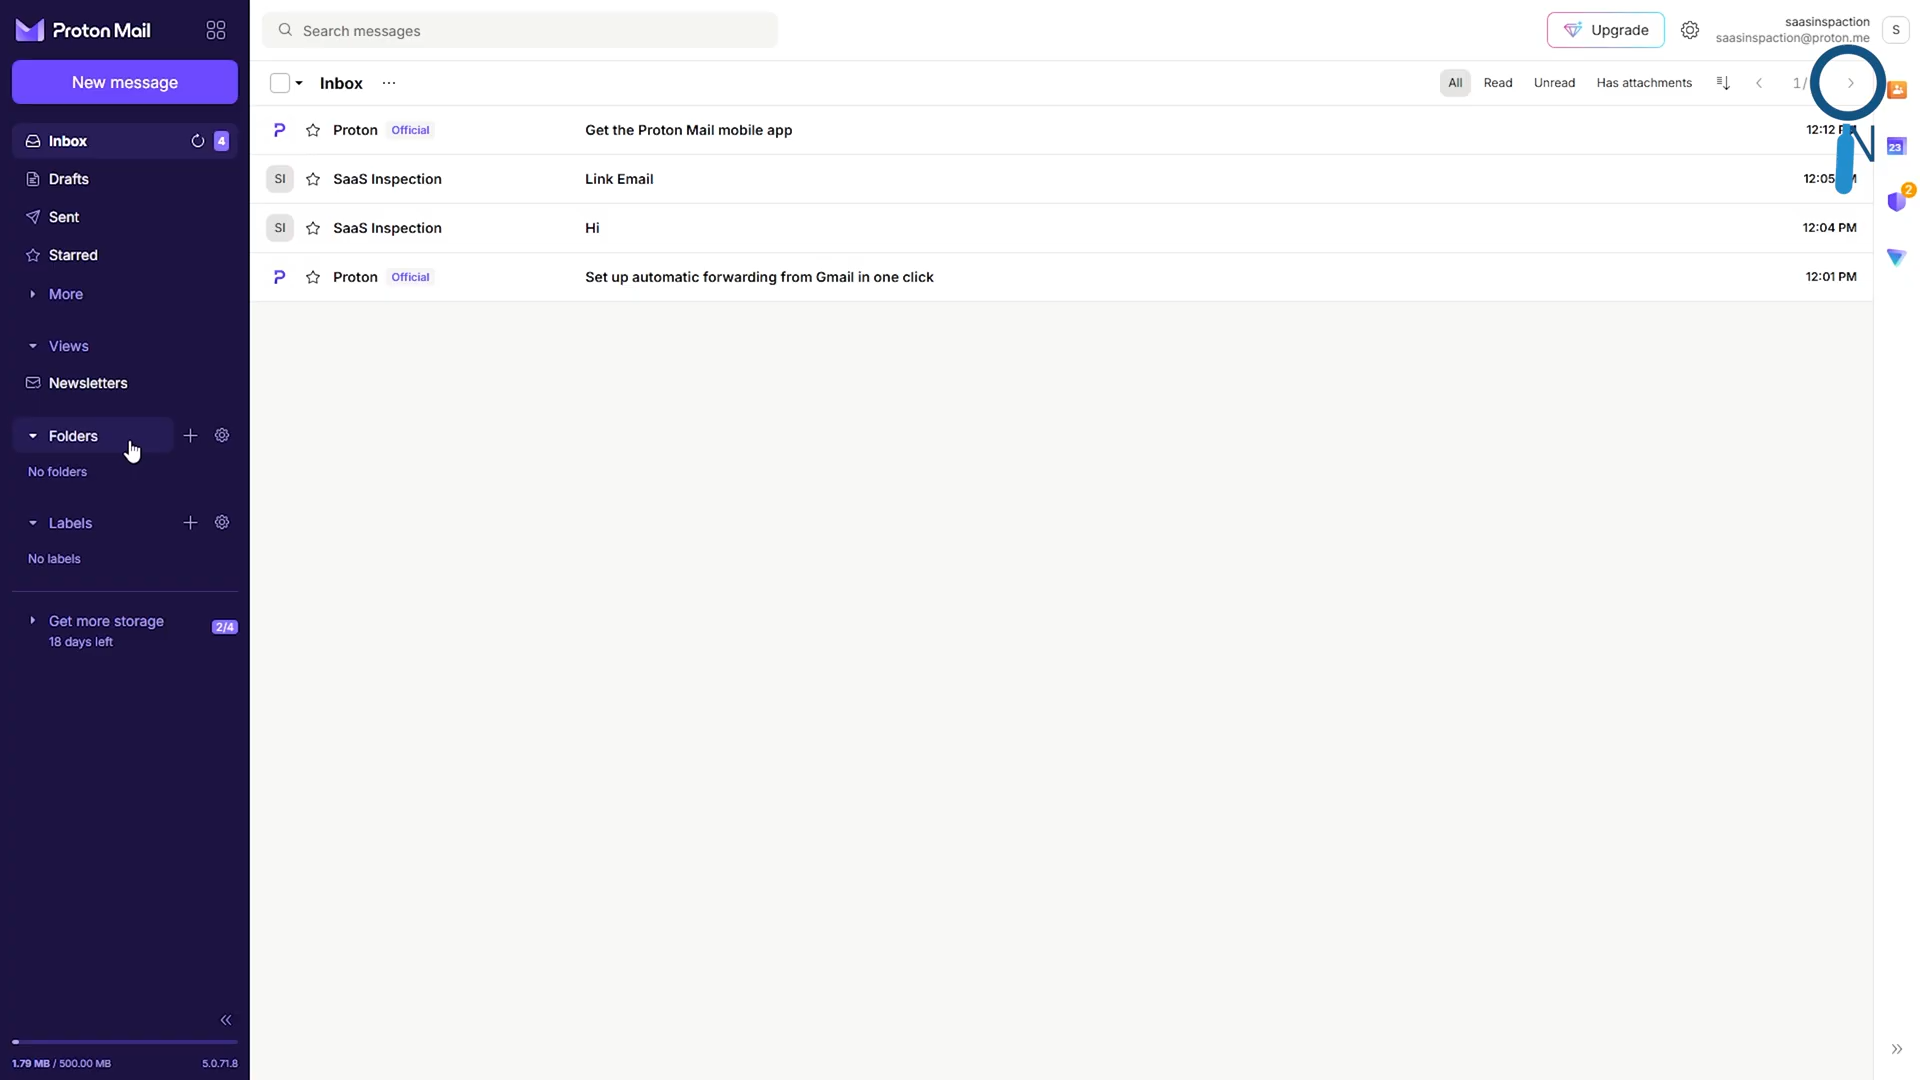 Proton Mail
New message
Inbox 4
Drafts
Sent
Starred
More
Views
Newsletters
Folders
No folders
Labels
No labels
Get more storage 2/4
18 days left
1.79 MB / 500.00 MB 5.0.71.8
Search messages
Upgrade
saasinspaction
saasinspaction@proton.me
S
Inbox ...
All Read Unread Has attachments 1/
Proton Official Get the Proton Mail mobile app 12:12
SI SaaS Inspection Link Email 12:05
SI SaaS Inspection Hi 12:04 PM
Proton Official Set up automatic forwarding from Gmail in one click 12:01 PM
N
23
2